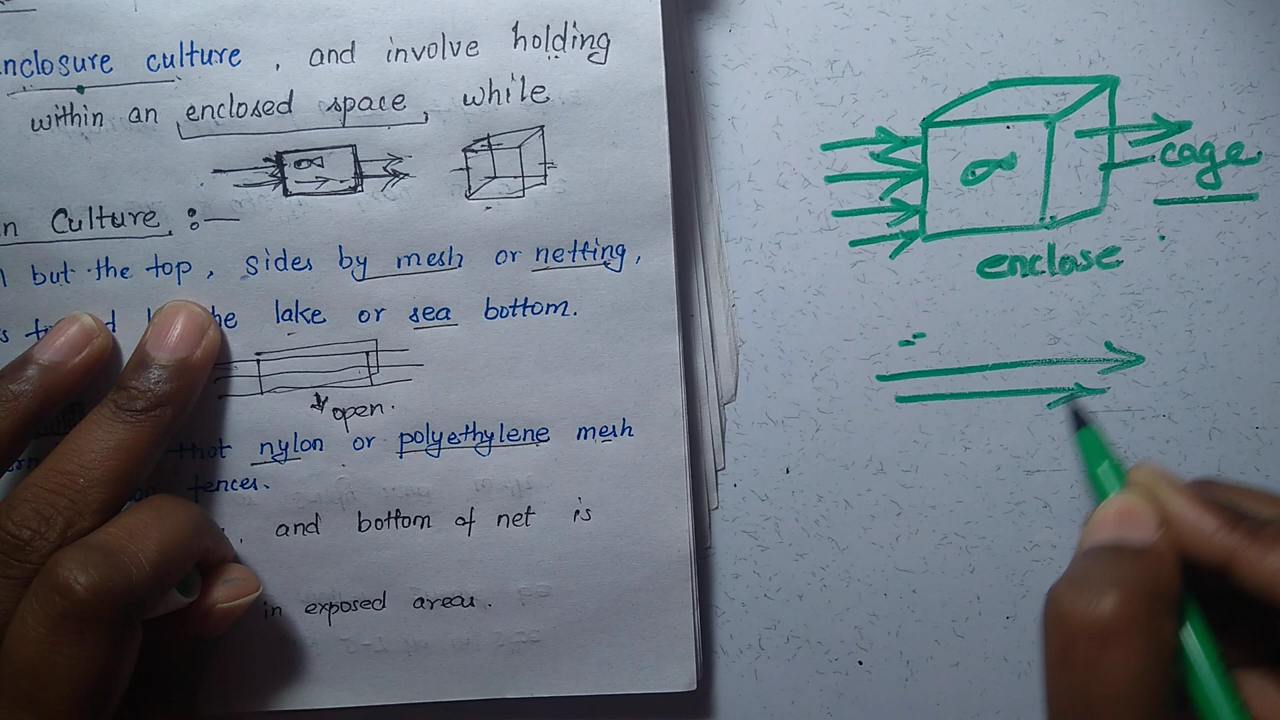 nclosure culture , and involve holding
within an enclosed space, while
n Culture :—
l but the top, sides by mesh or netting,
lake or sea bottom.
open.
that nylon or polyethylene mesh
fences.
, and bottom of net is
in exposed areas.
cage
enclose